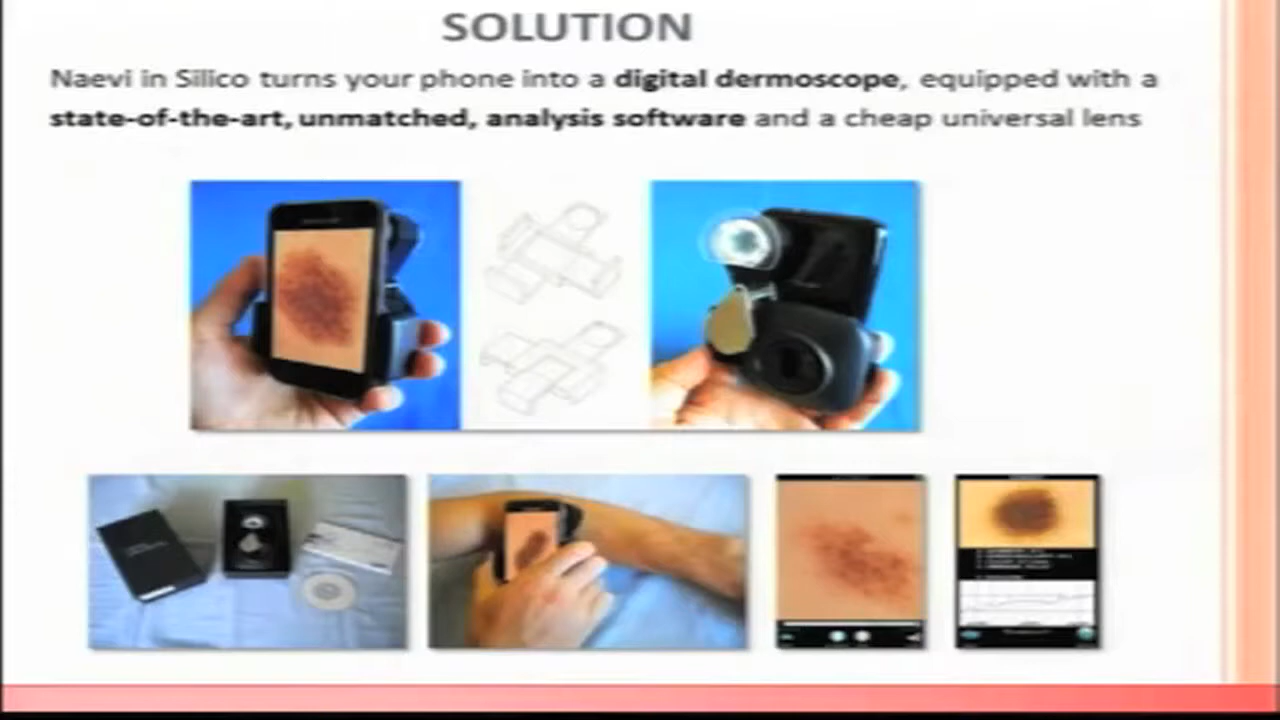 SOLUTION
Naevi in Silico turns your phone into a digital dermoscope, equipped with a
state-of-the-art, unmatched, analysis software and a cheap universal lens